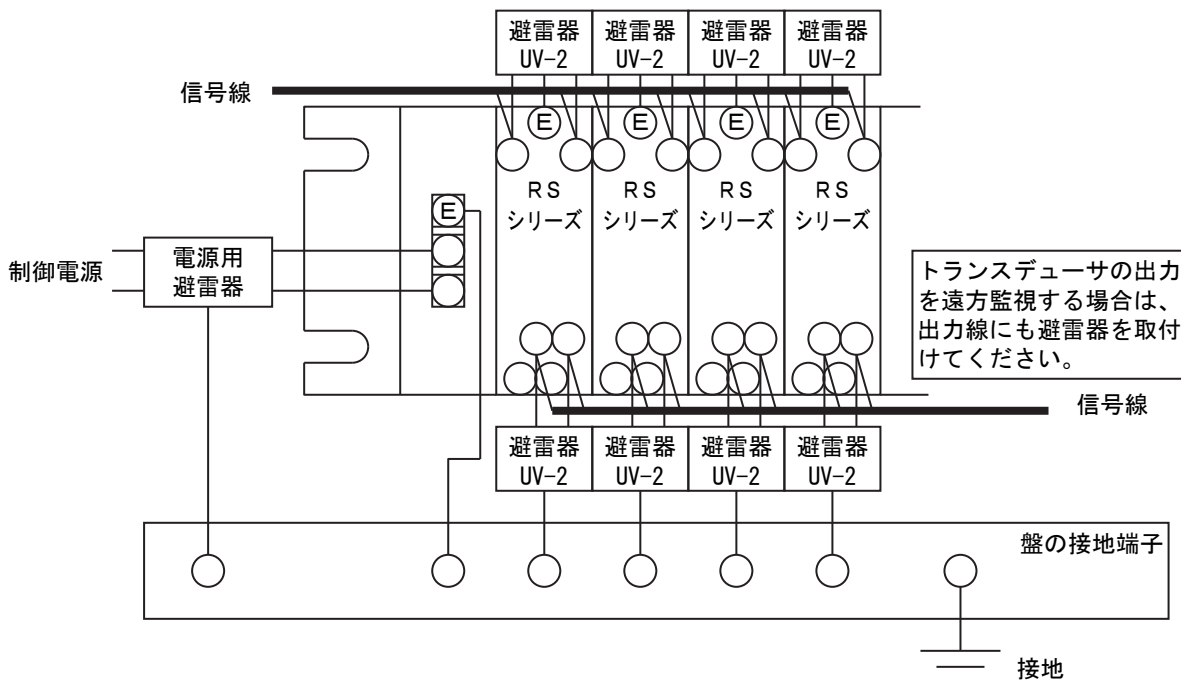 避雷器
UV-2
避雷器
UV-2
避雷器
UV-2
避雷器
UV-2
信号線
E
E
E
E
RS
シリーズ
RS
シリーズ
RS
シリーズ
RS
シリーズ
E
制御電源
電源用
避雷器
トランスデューサの出力
を遠方監視する場合は、
出力線にも避雷器を取付
けてください。
信号線
避雷器
UV-2
避雷器
UV-2
避雷器
UV-2
避雷器
UV-2
盤の接地端子
接地